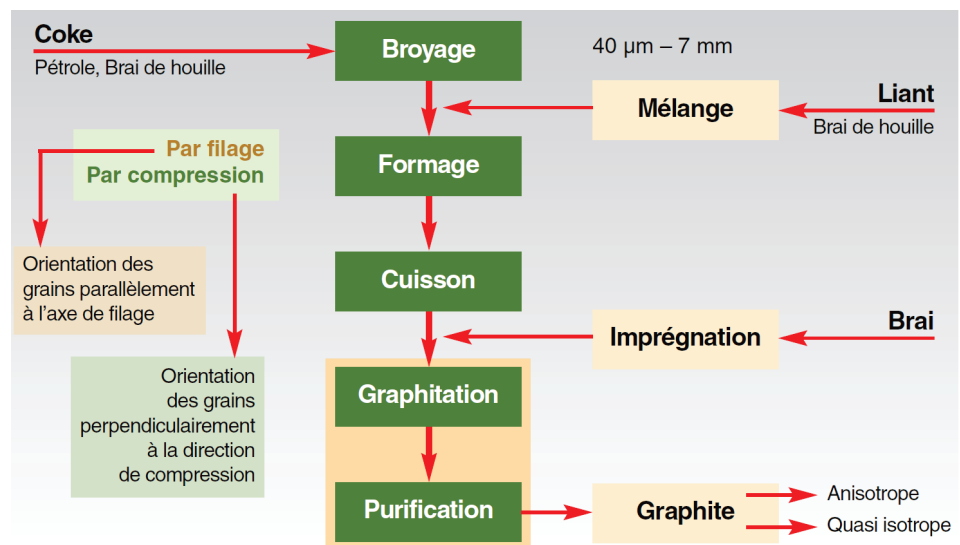 Coke
Pétrole, Brai de houille
Broyage
40 µm – 7 mm
Mélange
Liant
Brai de houille
Par filage
Par compression
Formage
Orientation des
grains parallèlement
à l'axe de filage
Cuisson
Imprégnation
Brai
Orientation
des grains
perpendiculairement
à la direction
de compression
Graphitation
Purification
Graphite
Anisotrope
Quasi isotrope